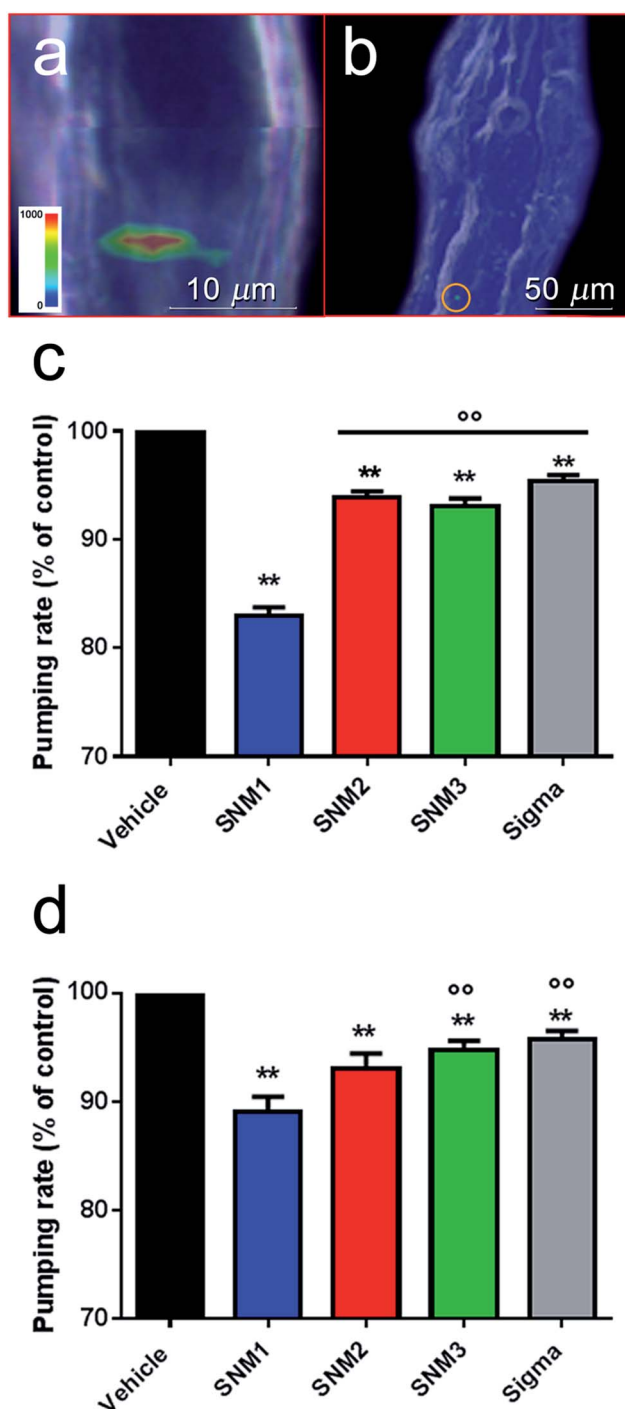 a
b
1000
0
10 μm
50 μm
c
Pumping rate (% of control)
100
90
80
70
°°
** ** ** **
Vehicle SNM1 SNM2 SNM3 Sigma
d
Pumping rate (% of control)
100
90
80
70
°° °°
** ** ** **
Vehicle SNM1 SNM2 SNM3 Sigma